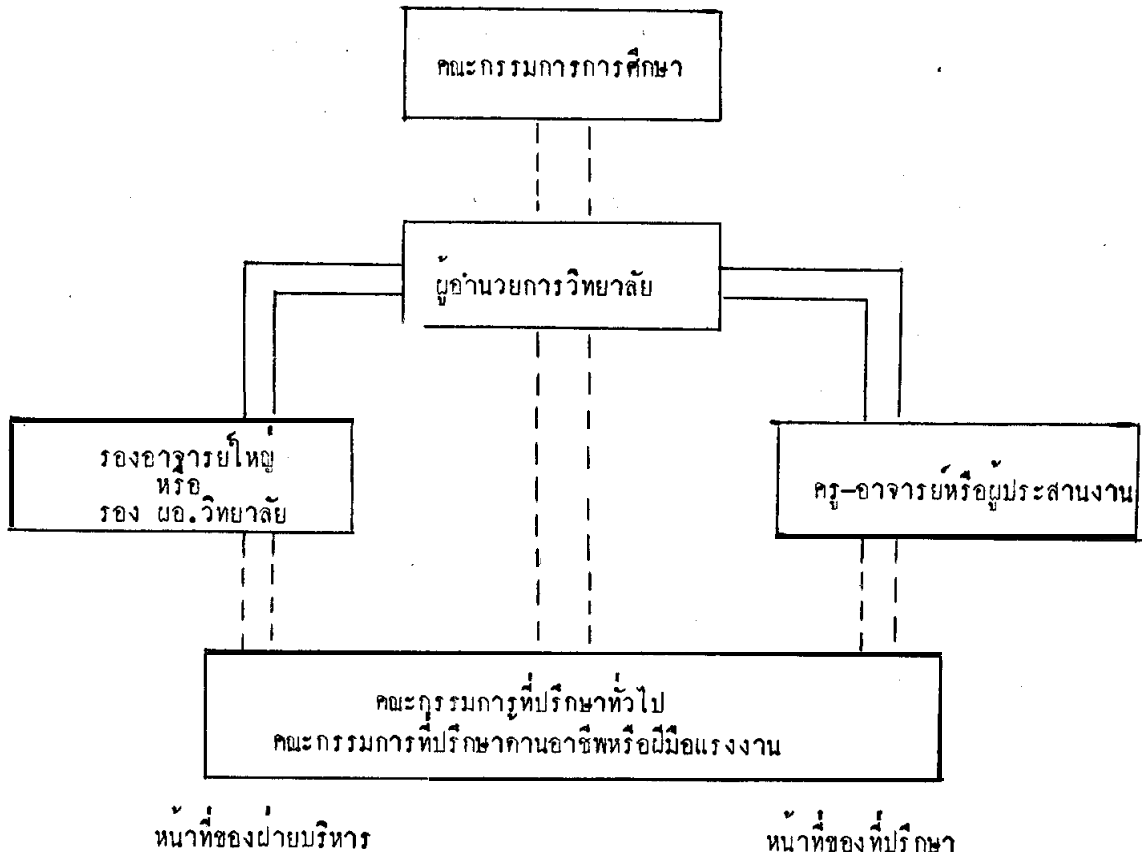 คณะกรรมการการศึกษา
ผู้อำนวยการวิทยาลัย
รองอาจารย์ใหญ่
หรือ
รอง ผอ.วิทยาลัย
ครู-อาจารย์หรือผู้ประสานงาน
คณะกรรมการที่ปรึกษาทั่วไป
คณะกรรมการที่ปรึกษาด้านอาชีพหรือฝีมือแรงงาน
หน้าที่ของฝ่ายบริหาร
หน้าที่ของที่ปรึกษา